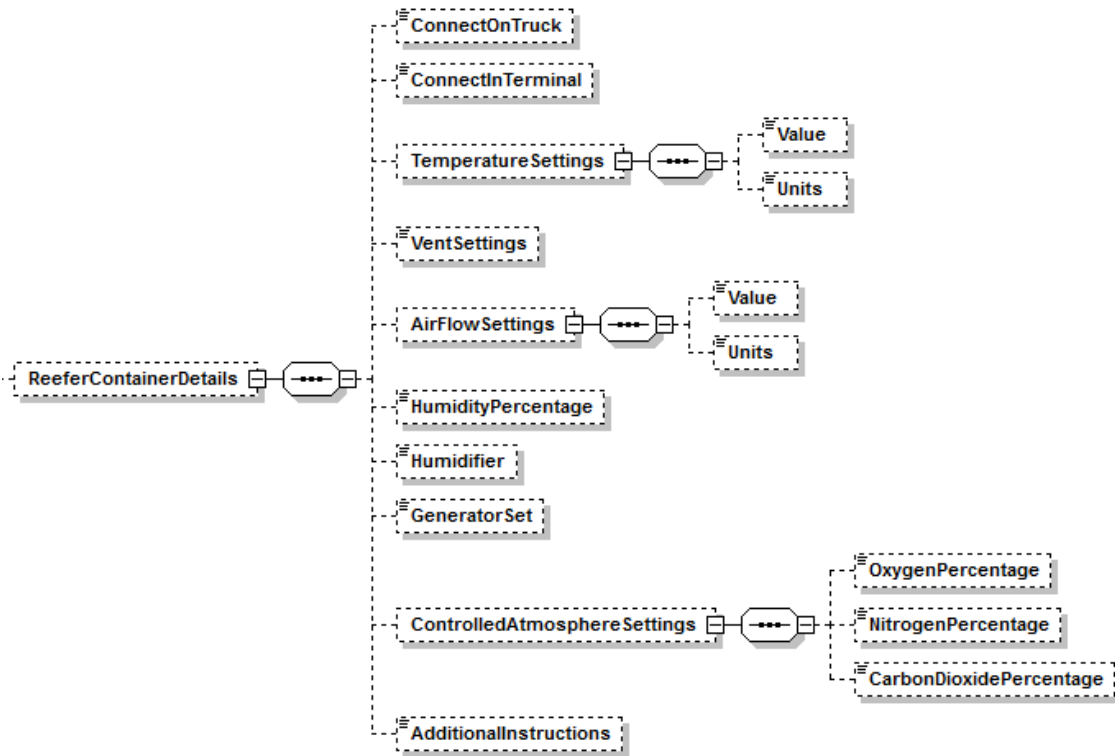 ConnectOnTruck
ConnectInTerminal
TemperatureSettings
Value
Units
VentSettings
AirFlowSettings
Value
Units
ReeferContainerDetails
HumidityPercentage
Humidifier
GeneratorSet
ControlledAtmosphereSettings
OxygenPercentage
NitrogenPercentage
CarbonDioxidePercentage
AdditionalInstructions